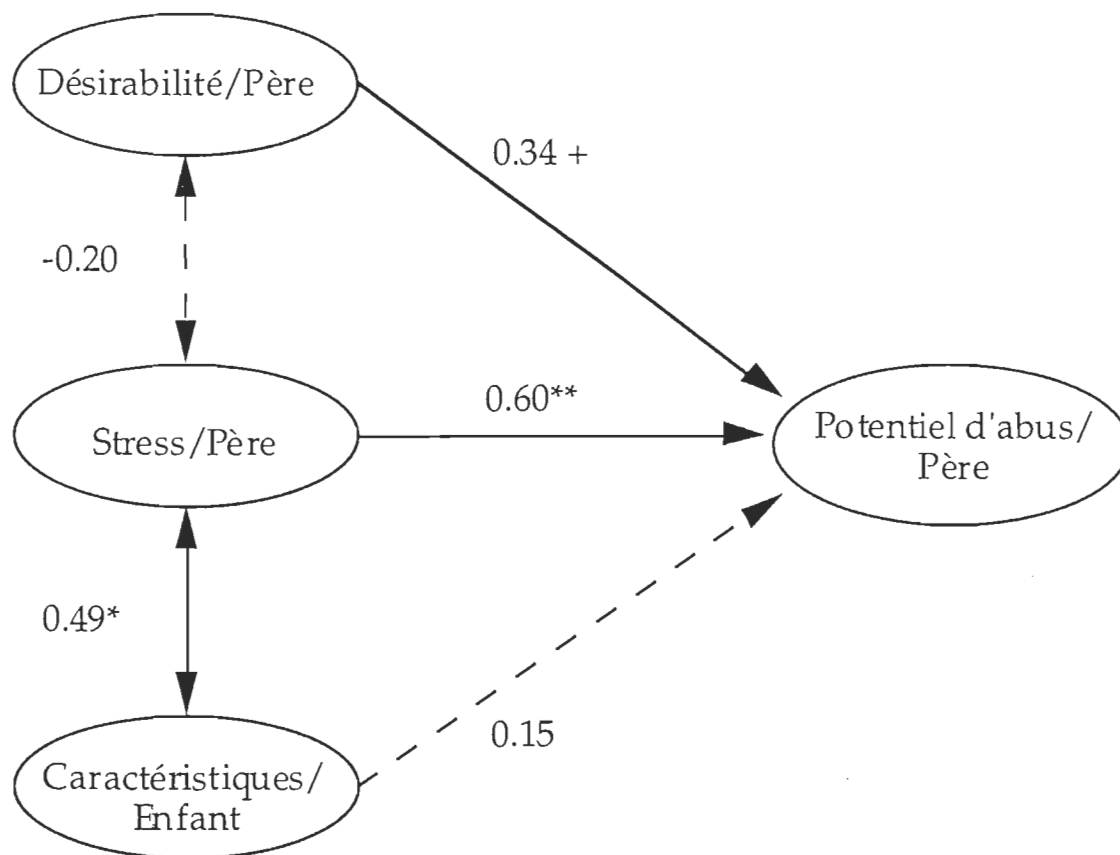 Désirabilité/Père
0.34 +
-0.20
0.60**
Stress/Père
Potentiel d'abus/
Père
0.49*
0.15
Caractéristiques/
Enfant